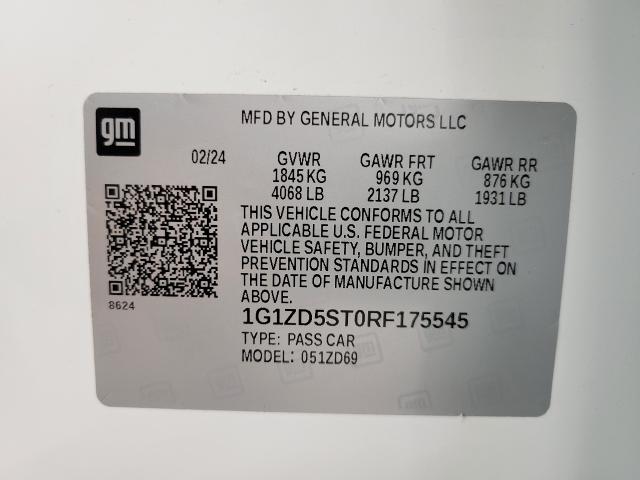 gm
MFD BY GENERAL MOTORS LLC
02/24 GVWR GAWR FRT GAWR RR
1845 KG 969 KG 876 KG
4068 LB 2137 LB 1931 LB
THIS VEHICLE CONFORMS TO ALL
APPLICABLE U.S. FEDERAL MOTOR
VEHICLE SAFETY, BUMPER, AND THEFT
PREVENTION STANDARDS IN EFFECT ON
THE DATE OF MANUFACTURE SHOWN
ABOVE.
8624
1G1ZD5ST0RF175545
TYPE: PASS CAR
MODEL: 051ZD69